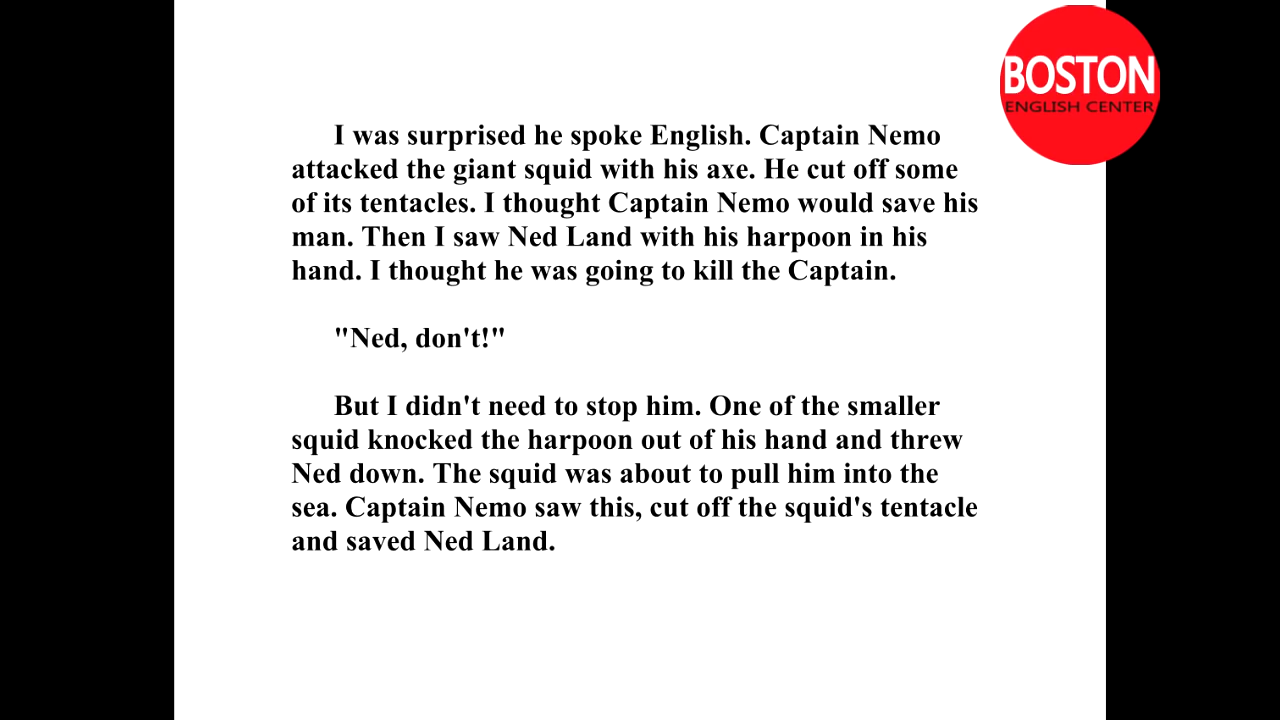 BOSTON
ENGLISH CENTER
I was surprised he spoke English. Captain Nemo
attacked the giant squid with his axe. He cut off some
of its tentacles. I thought Captain Nemo would save his
man. Then I saw Ned Land with his harpoon in his
hand. I thought he was going to kill the Captain.
"Ned, don't!"
But I didn't need to stop him. One of the smaller
squid knocked the harpoon out of his hand and threw
Ned down. The squid was about to pull him into the
sea. Captain Nemo saw this, cut off the squid's tentacle
and saved Ned Land.